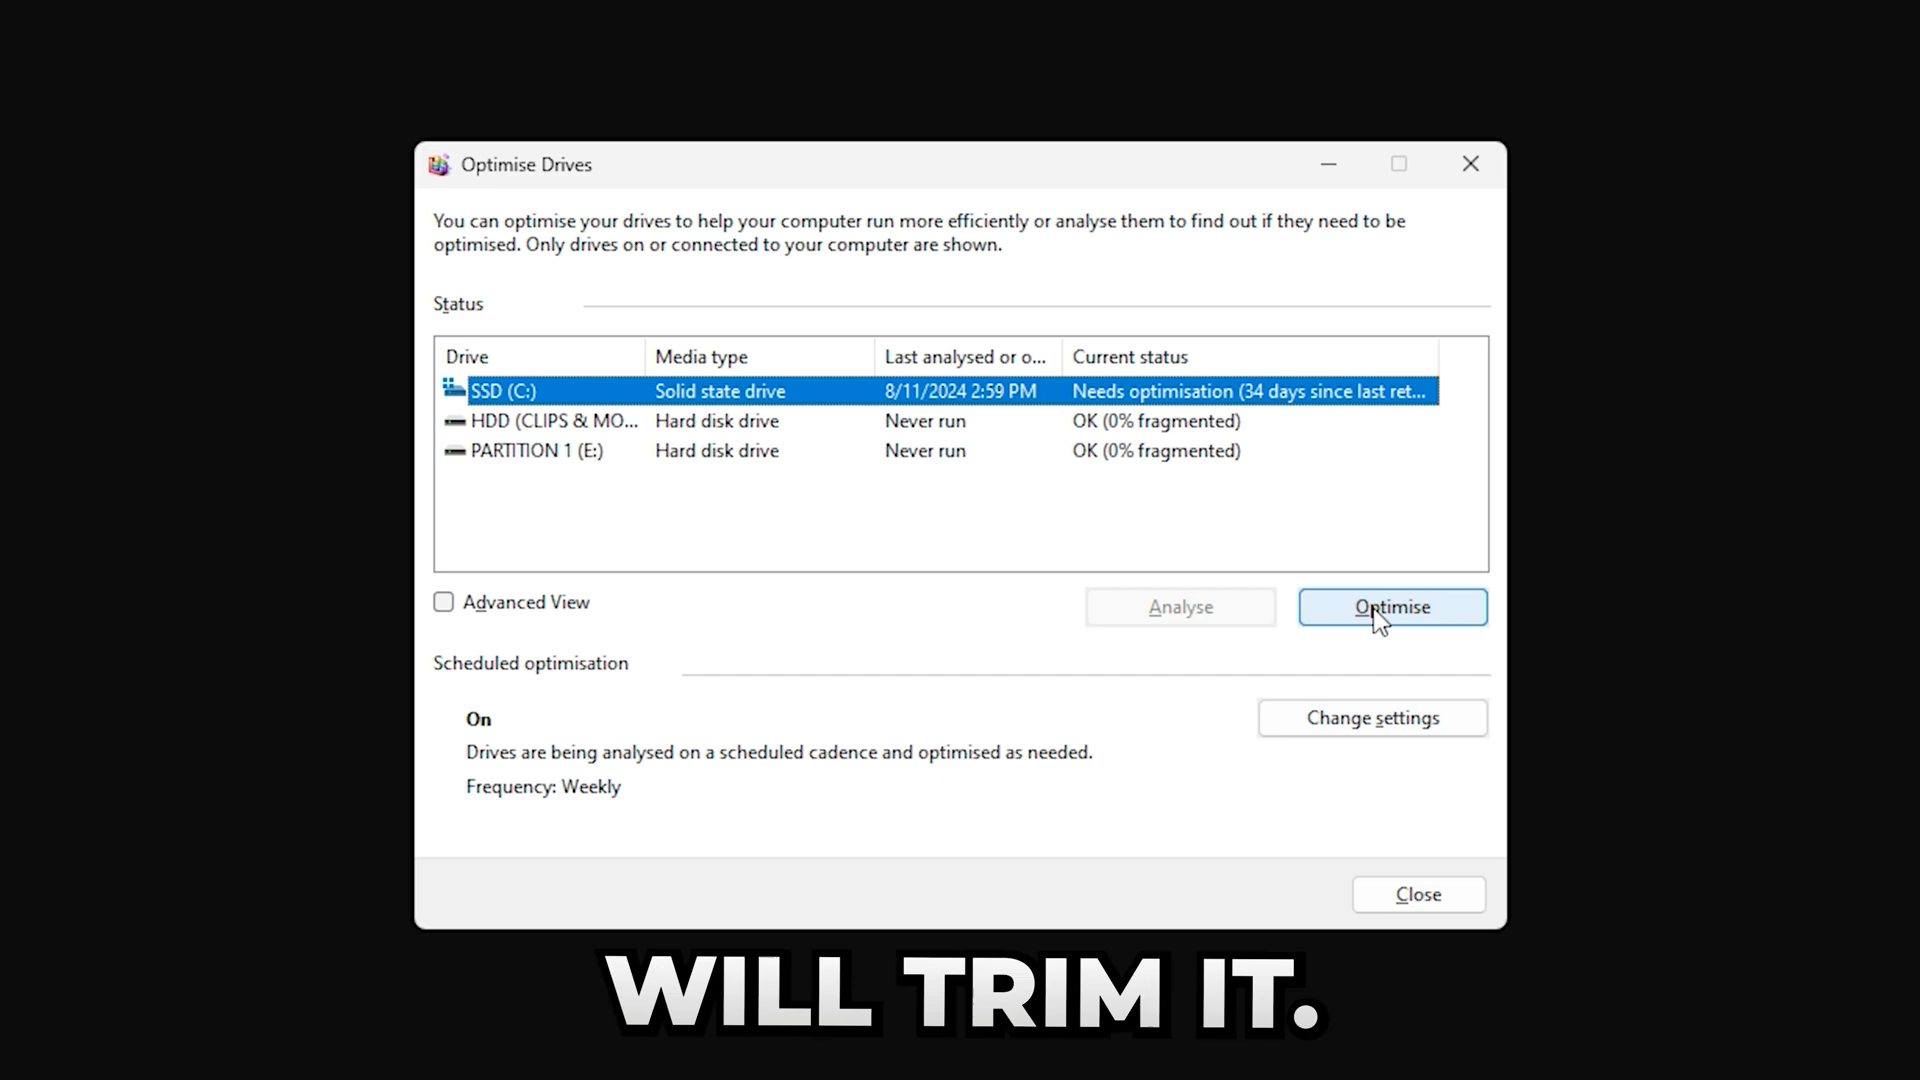 Optimise Drives
You can optimise your drives to help your computer run more efficiently or analyse them to find out if they need to be
optimised. Only drives on or connected to your computer are shown.
Status
Drive Media type Last analysed or o... Current status
SSD (C:) Solid state drive 8/11/2024 2:59 PM Needs optimisation (34 days since last ret...
HDD (CLIPS & MO... Hard disk drive Never run OK (0% fragmented)
PARTITION 1 (E:) Hard disk drive Never run OK (0% fragmented)
Advanced View Analyse Optimise
Scheduled optimisation
On Change settings
Drives are being analysed on a scheduled cadence and optimised as needed.
Frequency: Weekly
Close
WILL TRIM IT.